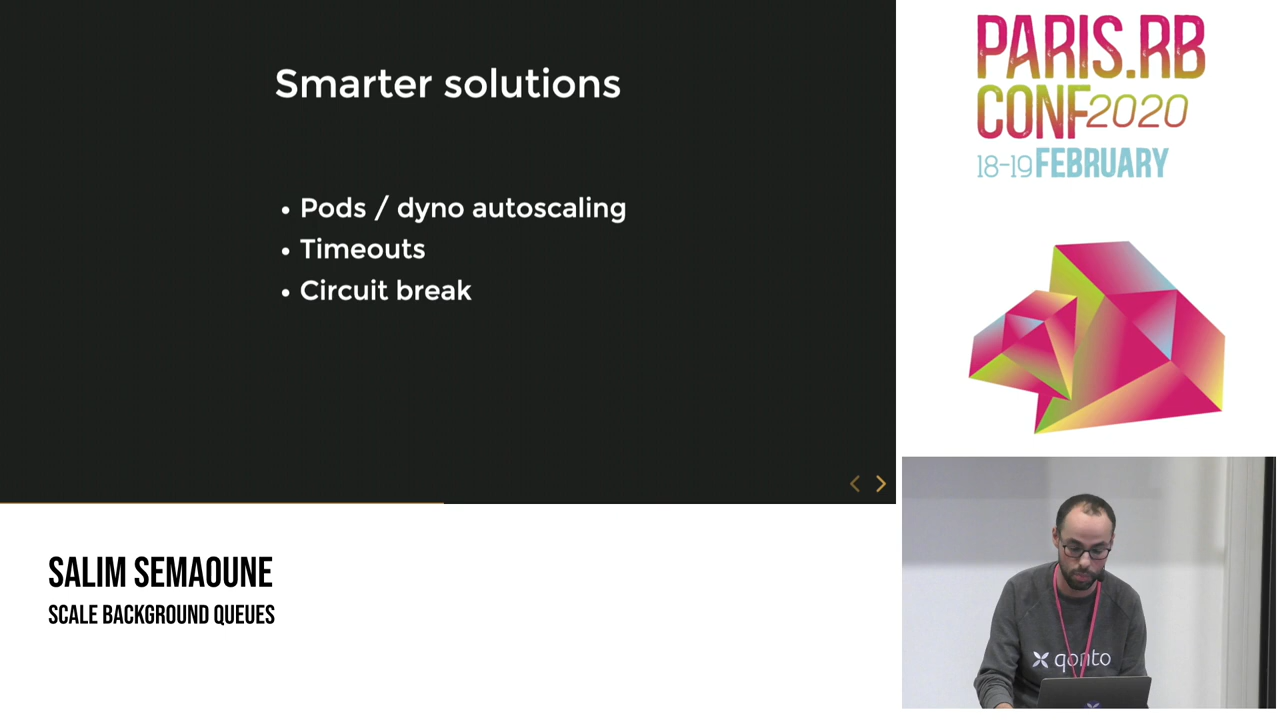 Smarter solutions
• Pods / dyno autoscaling
• Timeouts
• Circuit break
PARIS.RB
CONF2020
18-19 FEBRUARY
SALIM SEMAOUNE
SCALE BACKGROUND QUEUES
qonto